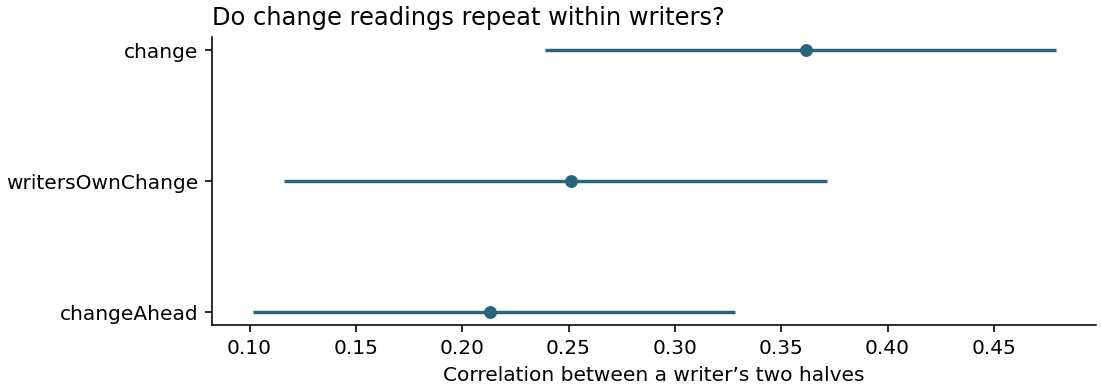 Do change readings repeat within writers?
change
writersOwnChange
changeAhead
0.10 0.15 0.20 0.25 0.30 0.35 0.40 0.45
Correlation between a writer’s two halves